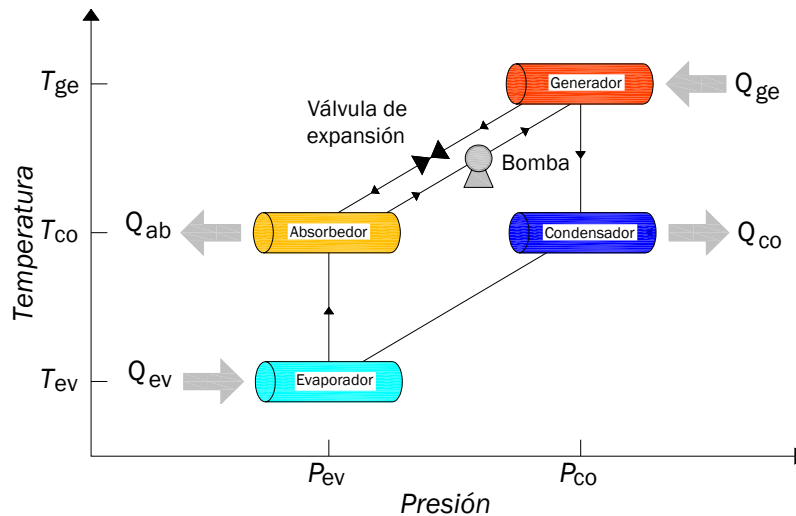 Temperatura
Tge
Generador
Qge
Válvula de
expansión
Bomba
Tco
Qab
Absorbedor
Condensador
Qco
Tev
Qev
Evaporador
Pev
Pco
Presión